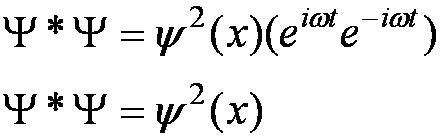 Ψ * Ψ = ψ²(x)(e^{iωt}e^{-iωt})
Ψ * Ψ = ψ²(x)